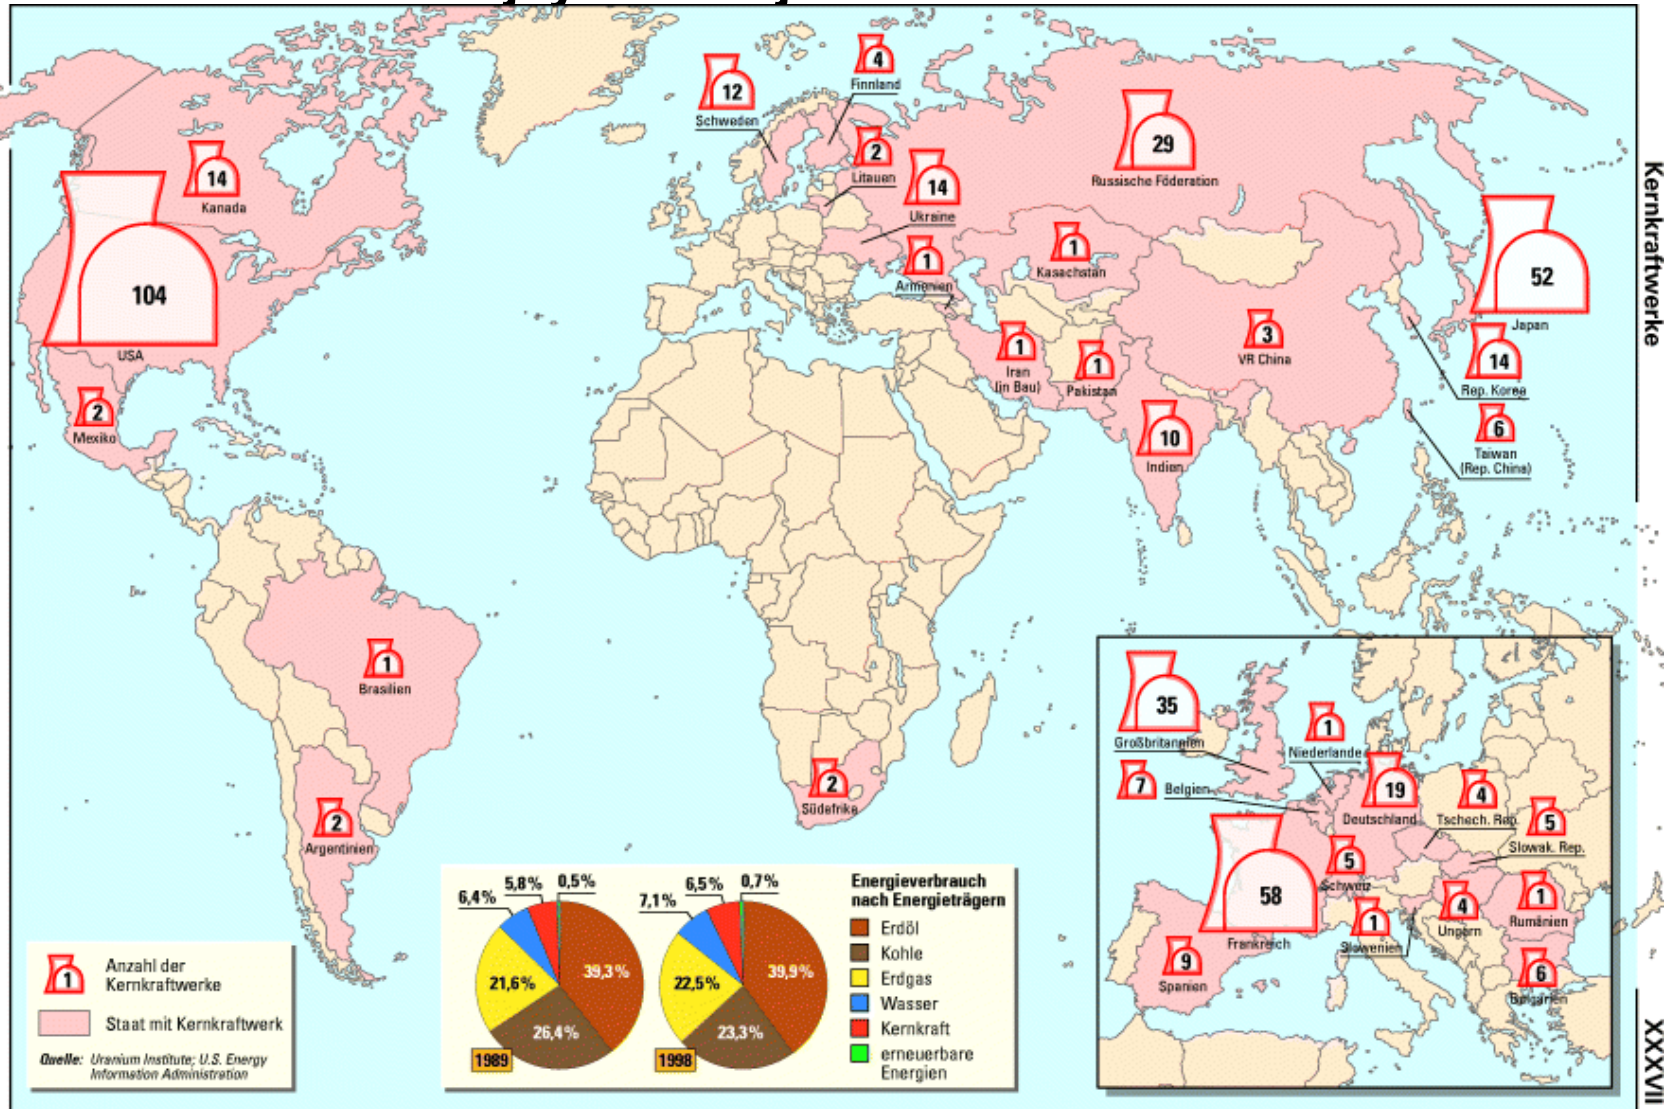 4
Finnland
12
Schweden
2
Litauen
14
Ukraine
29
Russische Föderation
14
Kanada
104
USA
1
Kasachstan
1
Armenien
52
Japan
3
VR China
1
Iran
(in Bau)
1
Pakistan
14
Rep. Korea
2
Mexiko
10
Indien
6
Taiwan
(Rep. China)
1
Brasilien
2
Argentinien
2
Südafrika
35
Großbritannien
1
Niederlande
7
Belgien
19
Deutschland
4
Tschech. Rep.
5
Slowak. Rep.
5
Schweiz
58
Frankreich
1
Slowenien
4
Ungarn
1
Rumänien
9
Spanien
6
Bulgarien
1
Anzahl der
Kernkraftwerke
Staat mit Kernkraftwerk
Quelle: Uranium Institute; U.S. Energy
Information Administration
6,4%
5,8%
0,5%
39,3%
21,6%
26,4%
1989
7,1%
6,5%
0,7%
39,9%
22,5%
23,3%
1998
Energieverbrauch
nach Energieträgern
Erdöl
Kohle
Erdgas
Wasser
Kernkraft
erneuerbare
Energien
Kernkraftwerke
XXXVII